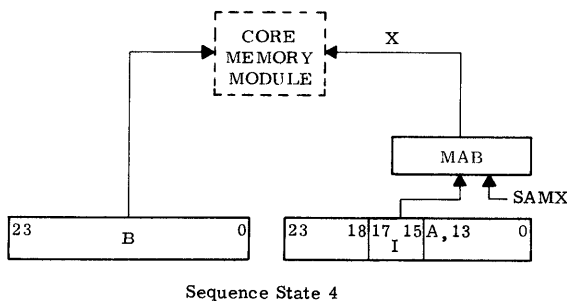 CORE
MEMORY
MODULE
X
MAB
SAMX
23 B 0
23 18 17 15 A, 13 0
I
Sequence State 4